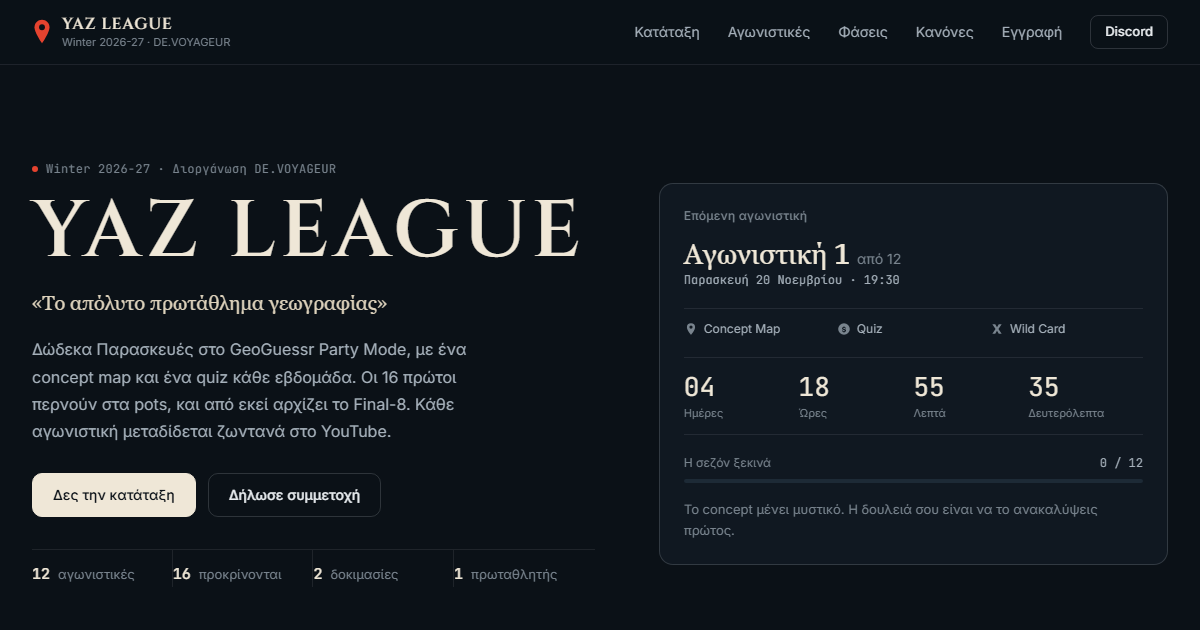 YAZ LEAGUE
Winter 2026-27 · DE.VOYAGEUR
Κατάταξη
Αγωνιστικές
Φάσεις
Κανόνες
Εγγραφή
Discord
Winter 2026-27 · Διοργάνωση DE.VOYAGEUR
YAZ LEAGUE
«Το απόλυτο πρωτάθλημα γεωγραφίας»
Δώδεκα Παρασκευές στο GeoGuessr Party Mode, με ένα
concept map και ένα quiz κάθε εβδομάδα. Οι 16 πρώτοι
περνούν στα pots, και από εκεί αρχίζει το Final-8. Κάθε
αγωνιστική μεταδίδεται ζωντανά στο YouTube.
Δες την κατάταξη
Δήλωσε συμμετοχή
12 αγωνιστικές
16 προκρίνονται
2 δοκιμασίες
1 πρωταθλητής
Επόμενη αγωνιστική
Αγωνιστική 1 από 12
Παρασκευή 20 Νοεμβρίου · 19:30
Concept Map
Quiz
Wild Card
04 18 55 35
Ημέρες Ώρες Λεπτά Δευτερόλεπτα
Η σεζόν ξεκινά 0 / 12
Το concept μένει μυστικό. Η δουλειά σου είναι να το ανακαλύψεις
πρώτος.